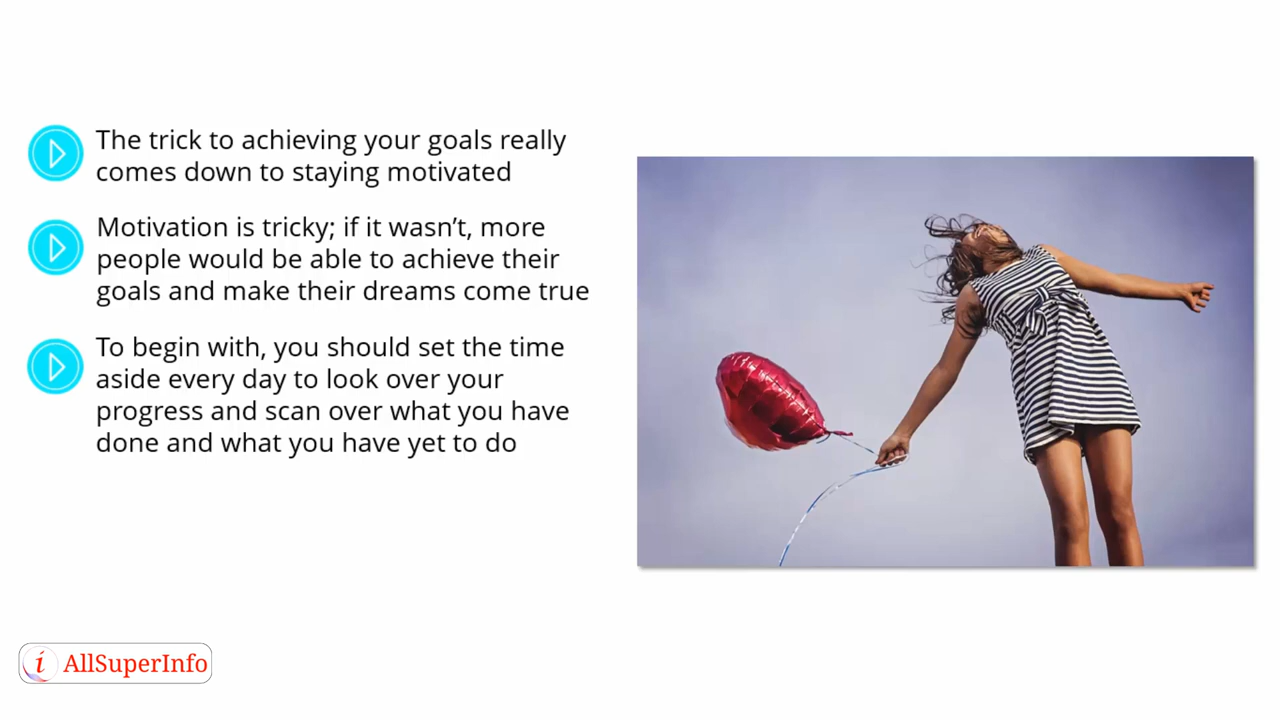 The trick to achieving your goals really
comes down to staying motivated
Motivation is tricky; if it wasn’t, more
people would be able to achieve their
goals and make their dreams come true
To begin with, you should set the time
aside every day to look over your
progress and scan over what you have
done and what you have yet to do
i AllSuperInfo